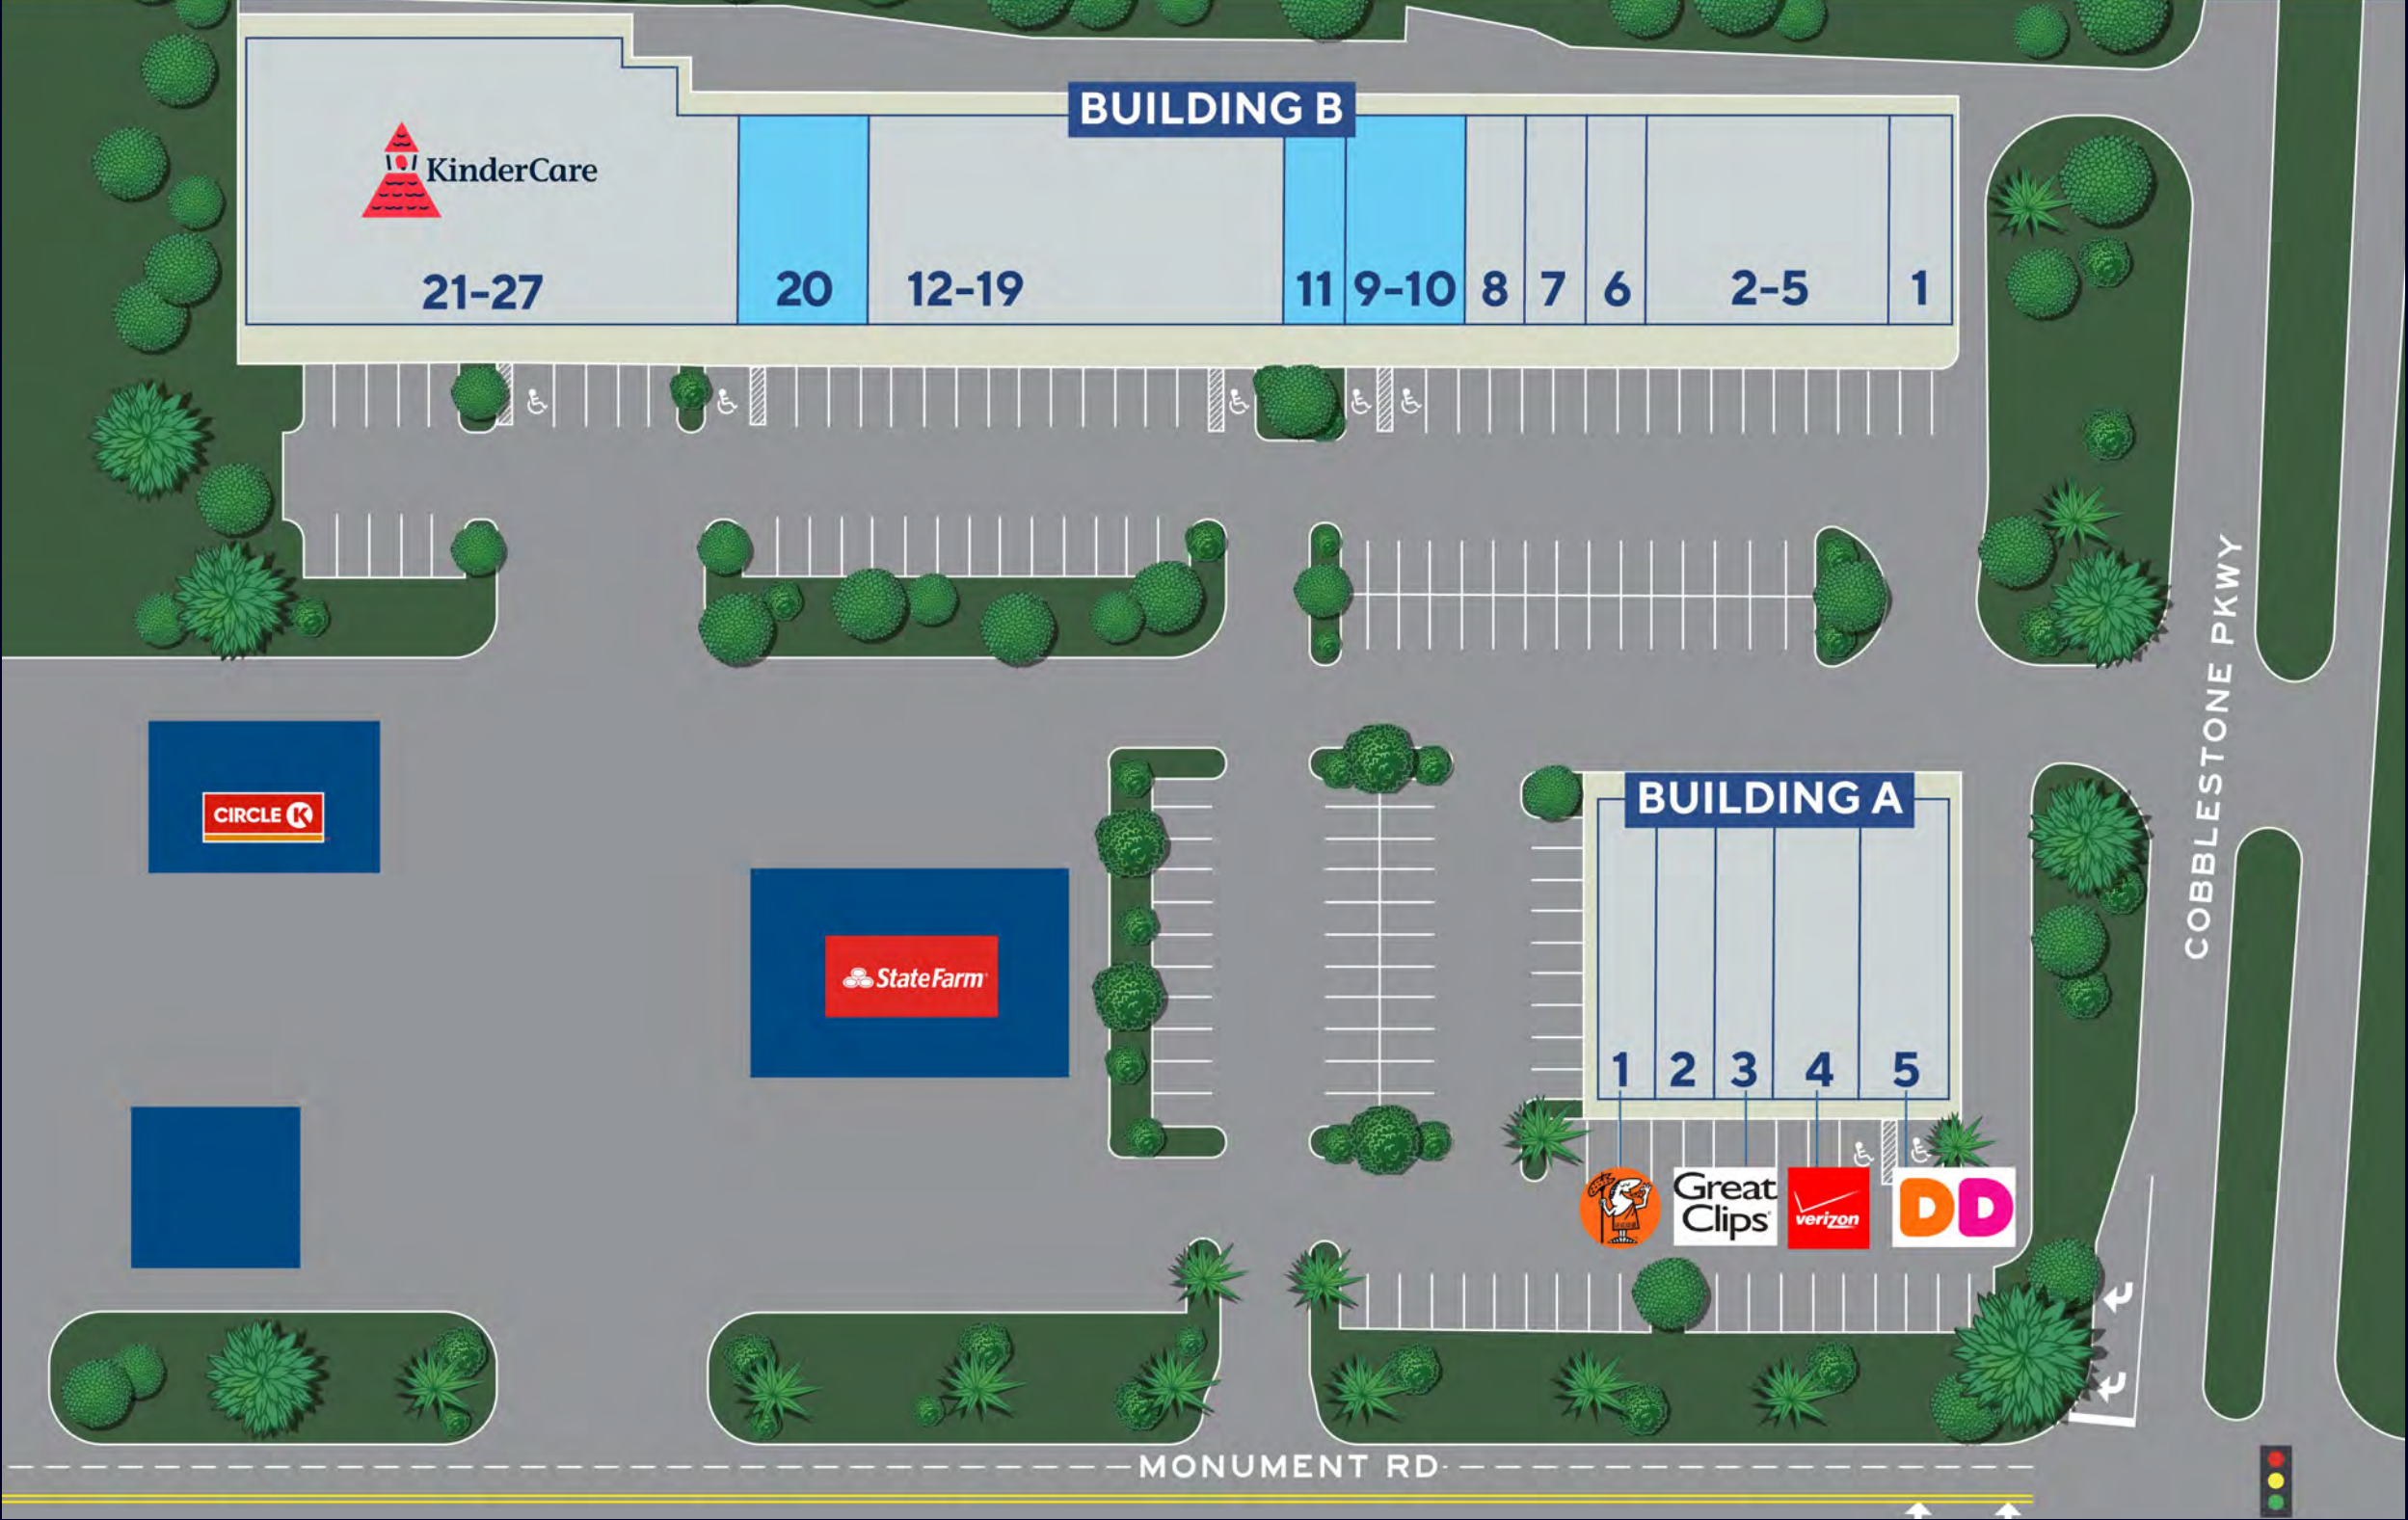 BUILDING B
KinderCare
21-27
20
12-19
11
9-10
8
7
6
2-5
1
COBBLESTONE PKWY
CIRCLE K
StateFarm
BUILDING A
1
2
3
4
5
Great
Clips
verizon
DD
MONUMENT RD